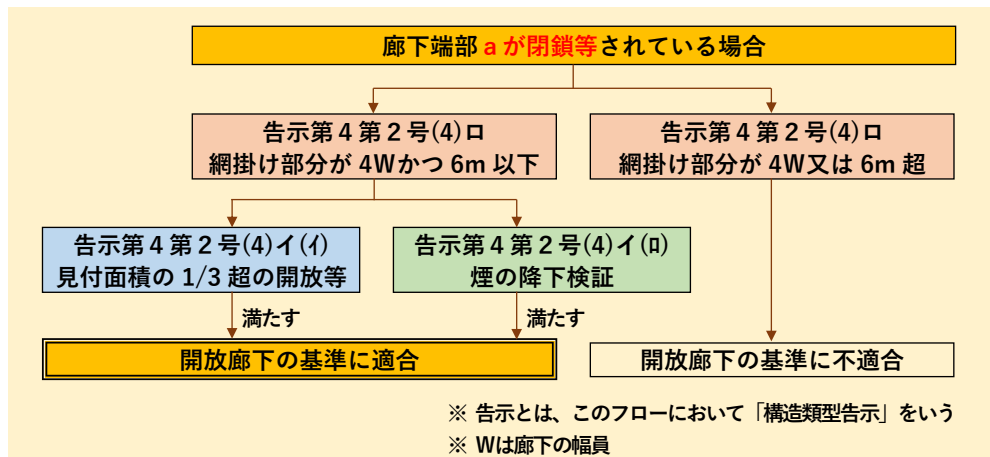 廊下端部ａが閉鎖等されている場合
告示第４第２号(4)ロ
網掛け部分が 4Wかつ 6m 以下
告示第４第２号(4)ロ
網掛け部分が 4W又は 6m 超
告示第４第２号(4)イ(ｲ)
見付面積の 1/3 超の開放等
告示第４第２号(4)イ(ﾛ)
煙の降下検証
満たす
満たす
開放廊下の基準に適合
開放廊下の基準に不適合
※ 告示とは、このフローにおいて「構造類型告示」をいう
※ Wは廊下の幅員